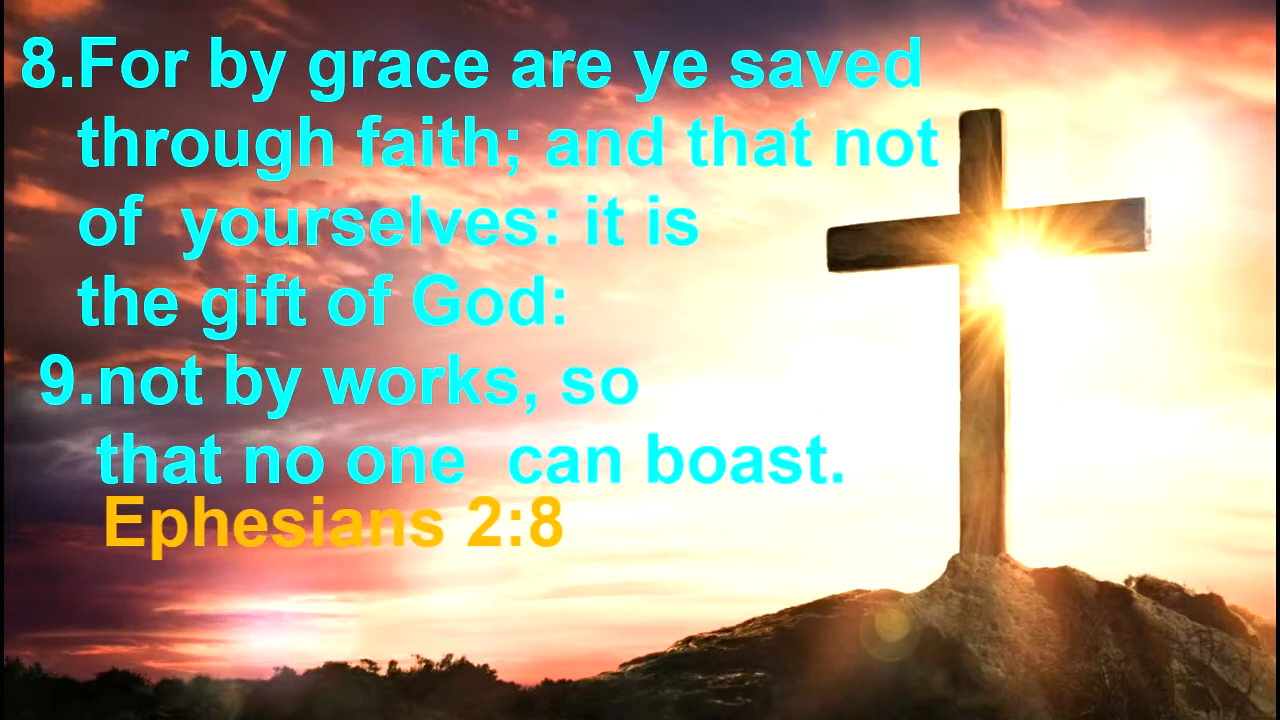 8.For by grace are ye saved
through faith; and that not
of  yourselves: it is
the gift of God:
9.not by works, so
that no one  can boast.
Ephesians 2:8